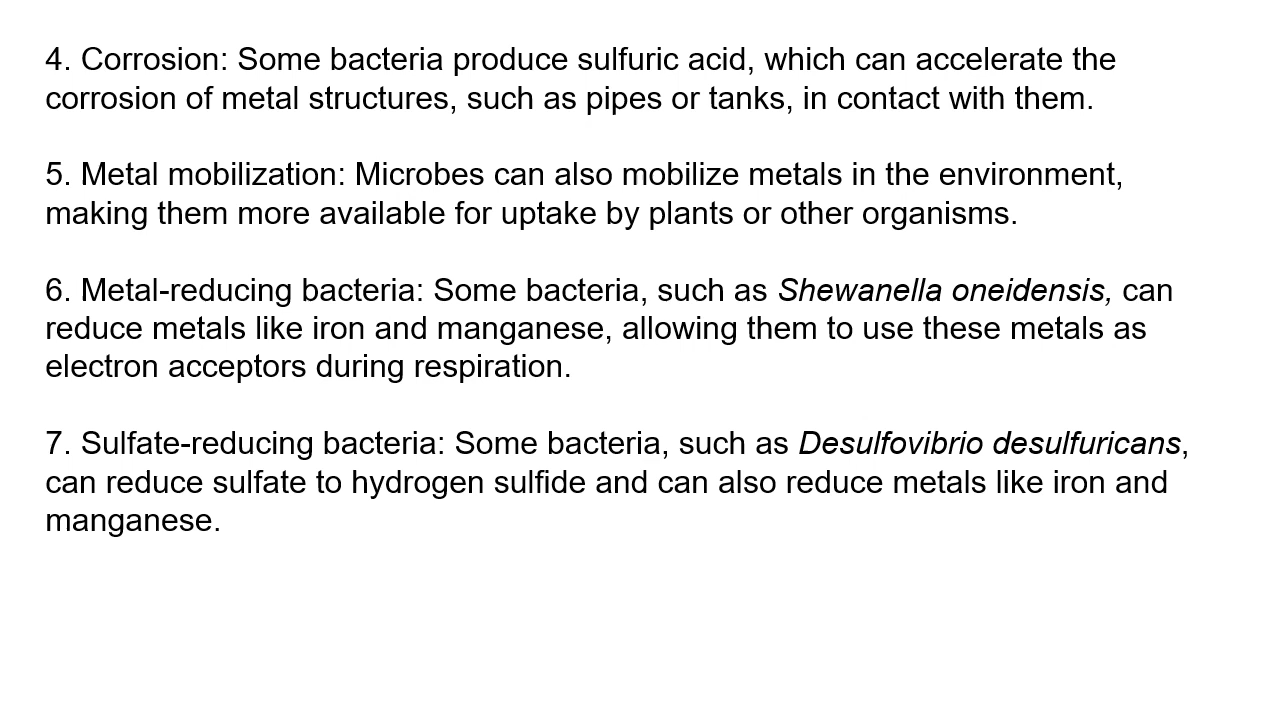 4. Corrosion: Some bacteria produce sulfuric acid, which can accelerate the
corrosion of metal structures, such as pipes or tanks, in contact with them.
5. Metal mobilization: Microbes can also mobilize metals in the environment,
making them more available for uptake by plants or other organisms.
6. Metal-reducing bacteria: Some bacteria, such as Shewanella oneidensis, can
reduce metals like iron and manganese, allowing them to use these metals as
electron acceptors during respiration.
7. Sulfate-reducing bacteria: Some bacteria, such as Desulfovibrio desulfuricans,
can reduce sulfate to hydrogen sulfide and can also reduce metals like iron and
manganese.